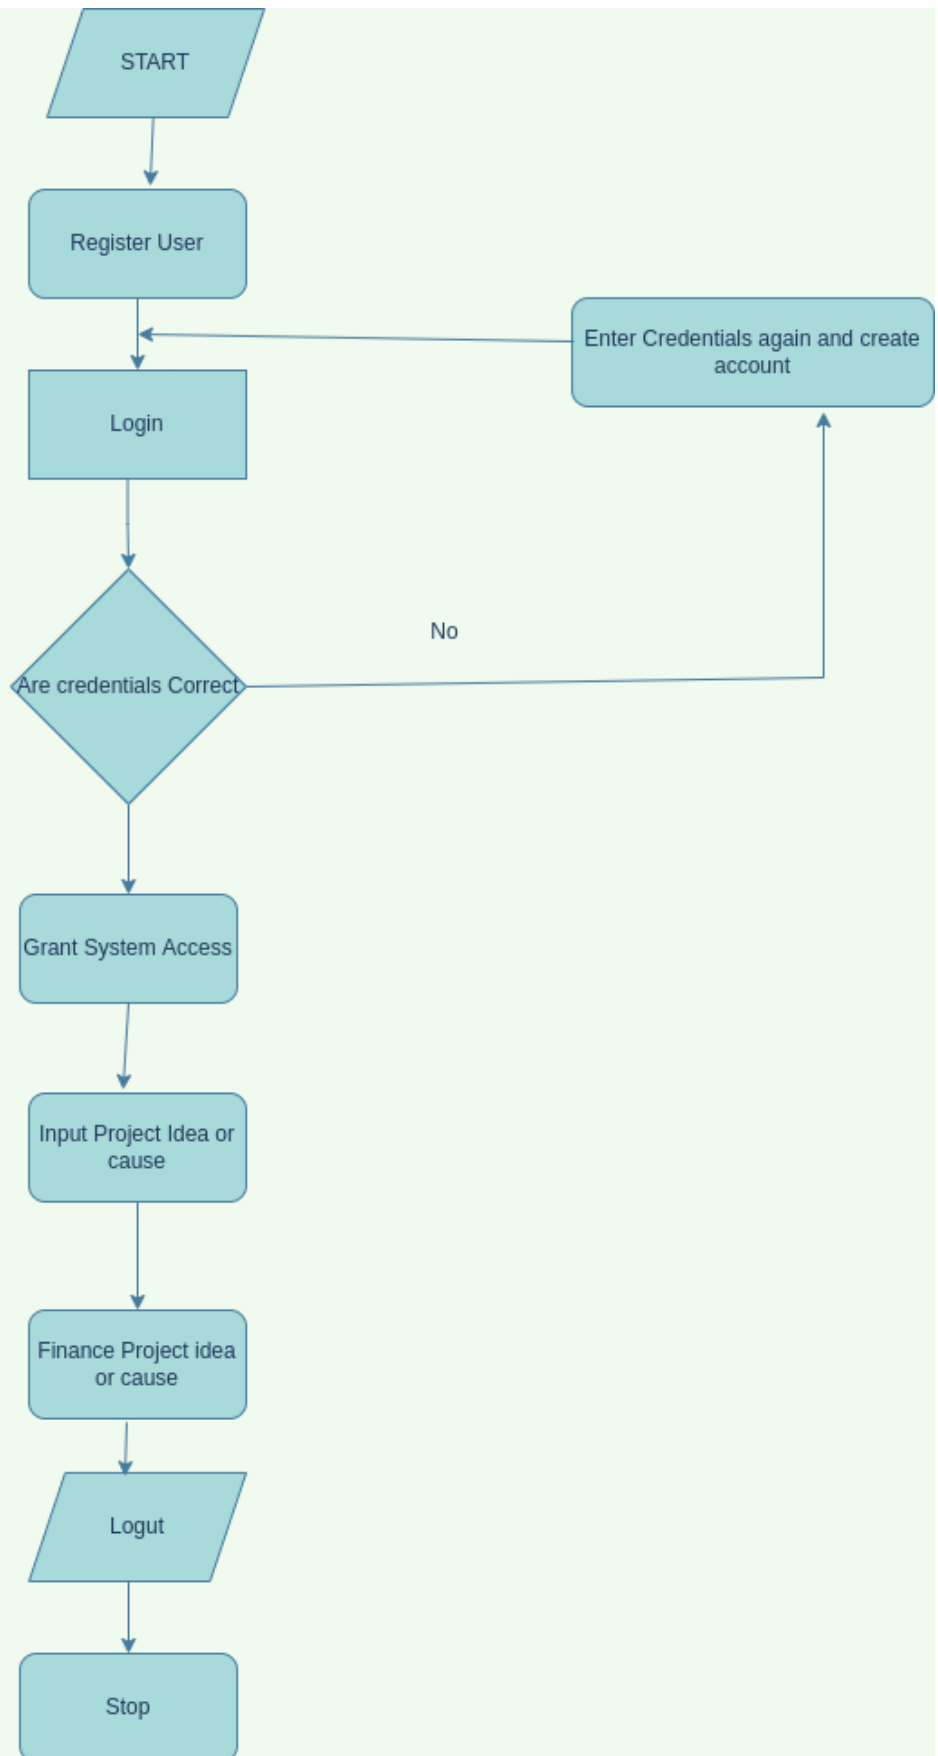 START
Register User
Enter Credentials again and create
account
Login
No
Are credentials Correct
Grant System Access
Input Project Idea or
cause
Finance Project idea
or cause
Logut
Stop